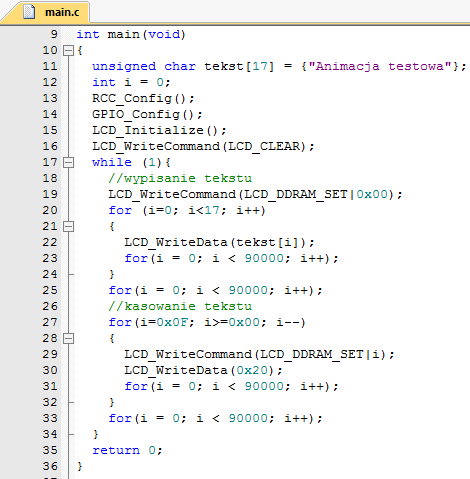 main.c
9 int main(void)
10 {
11 unsigned char tekst[17] = {"Animacja testowa"};
12 int i = 0;
13 RCC_Config();
14 GPIO_Config();
15 LCD_Initialize();
16 LCD_WriteCommand(LCD_CLEAR);
17 while (1){
18 //wypisanie tekstu
19 LCD_WriteCommand(LCD_DDRAM_SET|0x00);
20 for (i=0; i<17; i++)
21 {
22 LCD_WriteData(tekst[i]);
23 for(i = 0; i < 90000; i++);
24 }
25 for(i = 0; i < 90000; i++);
26 //kasowanie tekstu
27 for(i=0x0F; i>=0x00; i--)
28 {
29 LCD_WriteCommand(LCD_DDRAM_SET|i);
30 LCD_WriteData(0x20);
31 for(i = 0; i < 90000; i++);
32 }
33 for(i = 0; i < 90000; i++);
34 }
35 return 0;
36 }